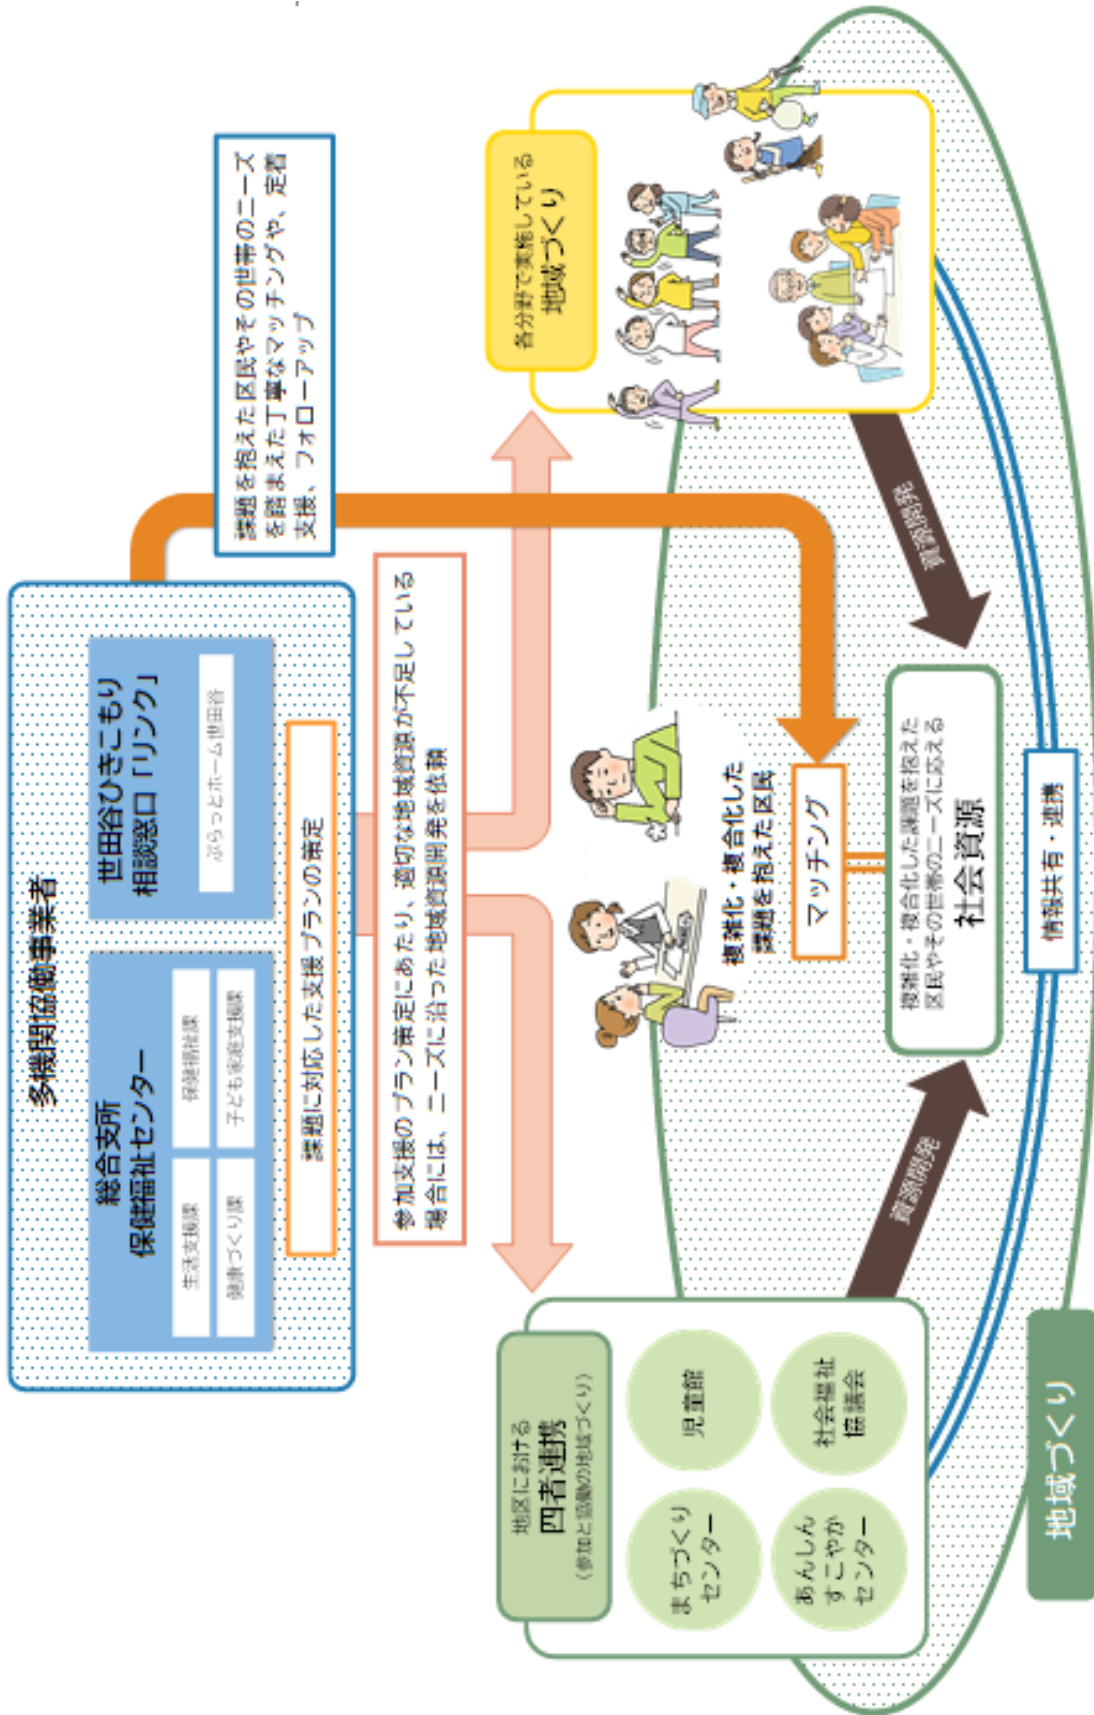 多機関協働事業者
総合支所
保健福祉センター
生活支援課
保健福祉課
健康づくり課
子ども家庭支援課
世田谷ひきこもり
相談窓口「リンク」
ぷらっとホーム世田谷
課題に対応した支援プランの策定
課題を抱えた区民やその世帯のニーズ
を踏まえた丁寧なマッチングや、定着
支援、フォローアップ
参加支援のプラン策定にあたり、適切な地域資源が不足している
場合には、ニーズに沿った地域資源開発を依頼
地区における
四者連携
（参加と協働の地域づくり）
まちづくり
センター
児童館
あんしん
すこやか
センター
社会福祉
協議会
各分野で実施している
地域づくり
複雑化・複合化した
課題を抱えた区民
マッチング
資源開発
資源開発
複雑化・複合化した課題を抱えた
区民やその世帯のニーズに応える
社会資源
情報共有・連携
地域づくり